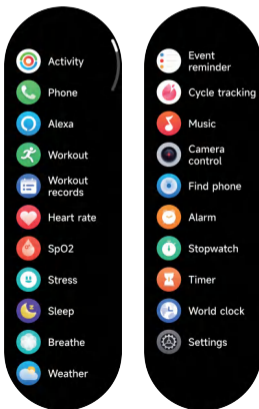 Activity
Phone
Alexa
Workout
Workout
records
Heart rate
SpO2
Stress
Sleep
Breathe
Weather
Event
reminder
Cycle tracking
Music
Camera
control
Find phone
Alarm
Stopwatch
Timer
World clock
Settings